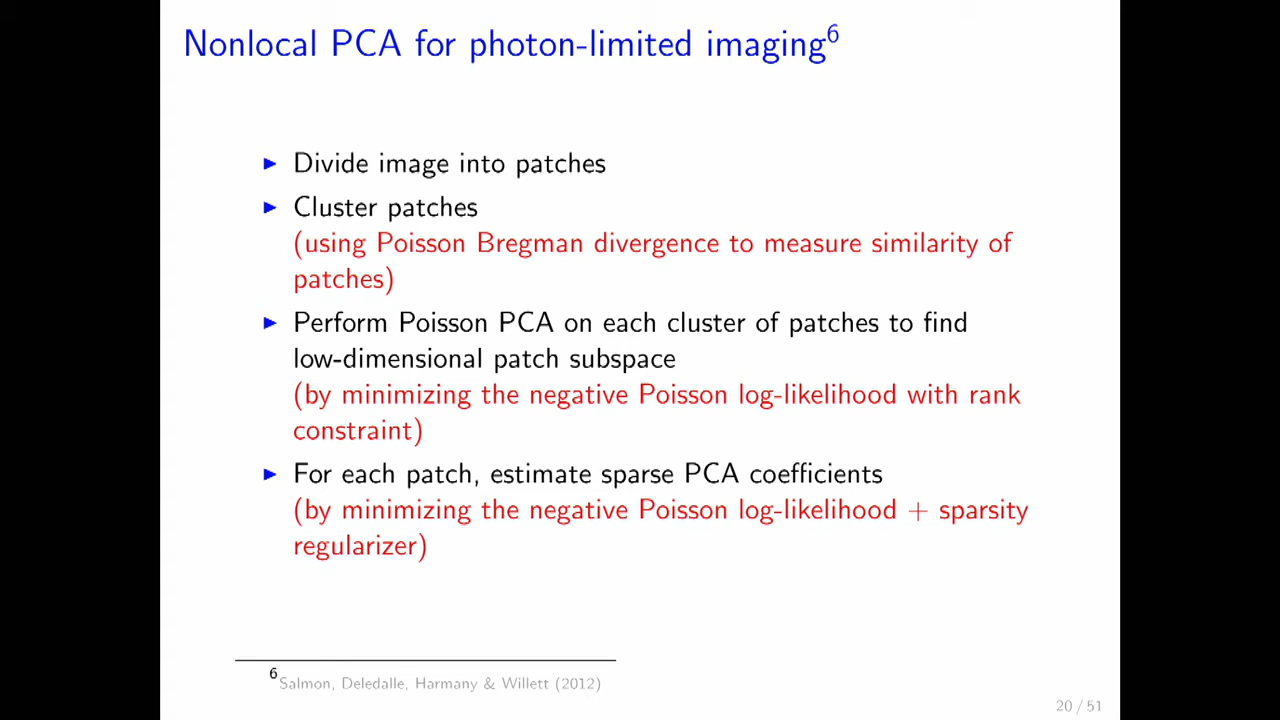 Nonlocal PCA for photon-limited imaging⁶
▶ Divide image into patches
▶ Cluster patches
(using Poisson Bregman divergence to measure similarity of
patches)
▶ Perform Poisson PCA on each cluster of patches to find
low-dimensional patch subspace
(by minimizing the negative Poisson log-likelihood with rank
constraint)
▶ For each patch, estimate sparse PCA coefficients
(by minimizing the negative Poisson log-likelihood + sparsity
regularizer)
⁶Salmon, Deledalle, Harmany & Willett (2012)
20 / 51